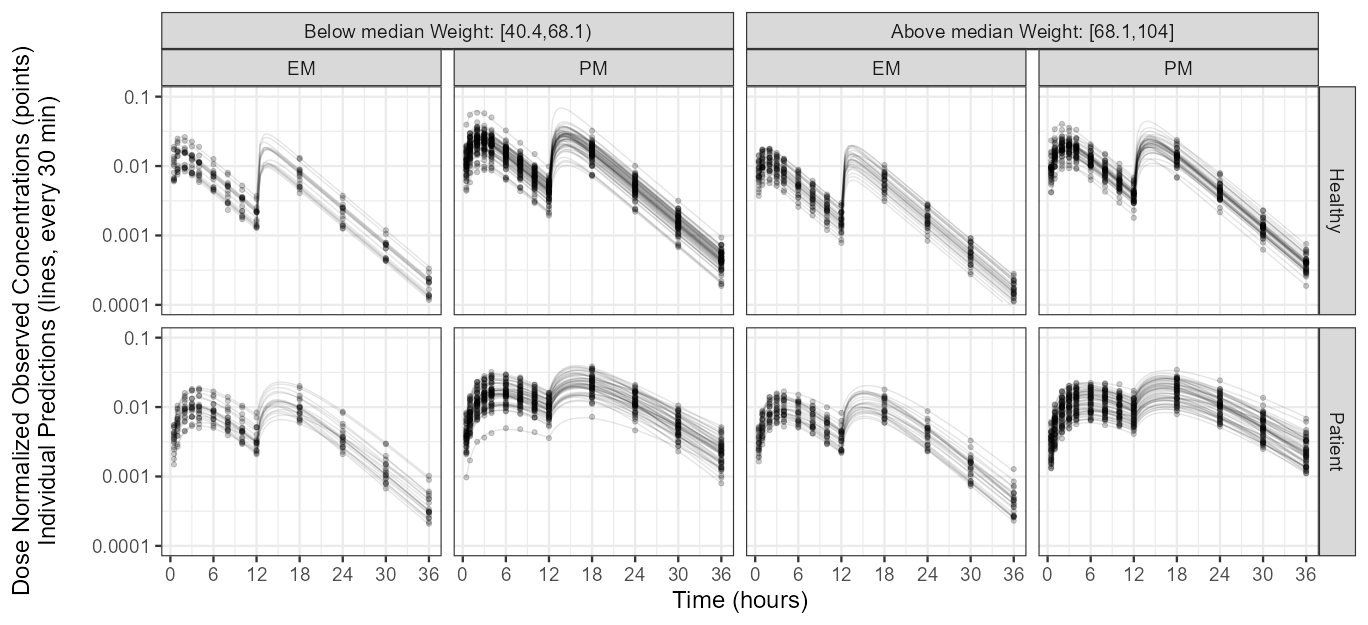 Below median Weight: [40.4,68.1)
Above median Weight: [68.1,104]
EM
PM
EM
PM
Dose Normalized Observed Concentrations (points)
Individual Predictions (lines, every 30 min)
0.1
0.01
0.001
0.0001
Healthy
0.1
0.01
0.001
0.0001
Patient
0 6 12 18 24 30 36
0 6 12 18 24 30 36
0 6 12 18 24 30 36
0 6 12 18 24 30 36
Time (hours)